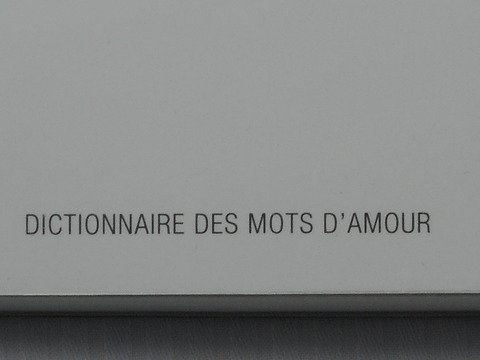 DICTIONNAIRE DES MOTS D’AMOUR